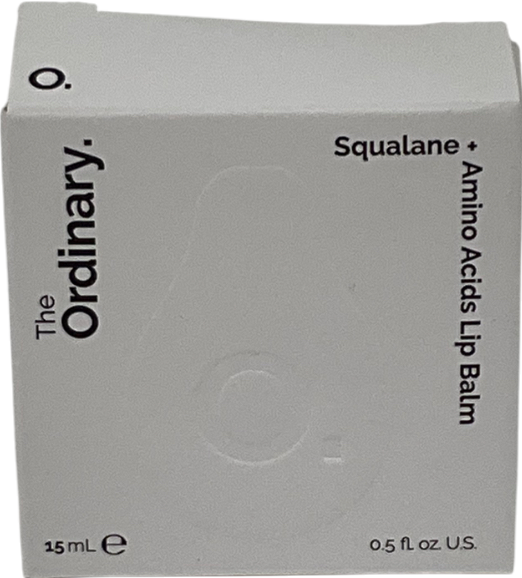 O.
The
Ordinary.
Squalane +
Amino Acids Lip Balm
15 mL ℮
0.5 fl oz. U.S.